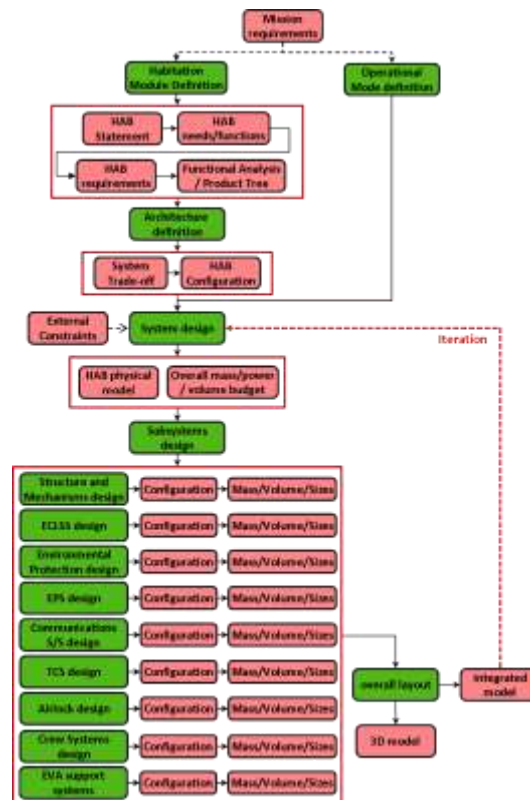 Mission
requirements
Habitation
Module Definition
Operational
Mode definition
HAB
Statement
HAB
needs/functions
HAB
requirements
Functional Analysis
/ Product Tree
Architecture
definition
System
Trade-off
HAB
Configuration
External
Constraints
System design
Iteration
HAB physical
model
Overall mass/power
/ volume budget
Subsystems
design
Structure and
Mechanisms design
Configuration
Mass/Volume/Sizes
ECLSS design
Configuration
Mass/Volume/Sizes
Environmental
Protection design
Configuration
Mass/Volume/Sizes
EPS design
Configuration
Mass/Volume/Sizes
Communications
S/S design
Configuration
Mass/Volume/Sizes
TCS design
Configuration
Mass/Volume/Sizes
overall layout
Integrated
model
Airlock design
Configuration
Mass/Volume/Sizes
3D model
Crew Systems
design
Configuration
Mass/Volume/Sizes
EVA support
systems
Configuration
Mass/Volume/Sizes